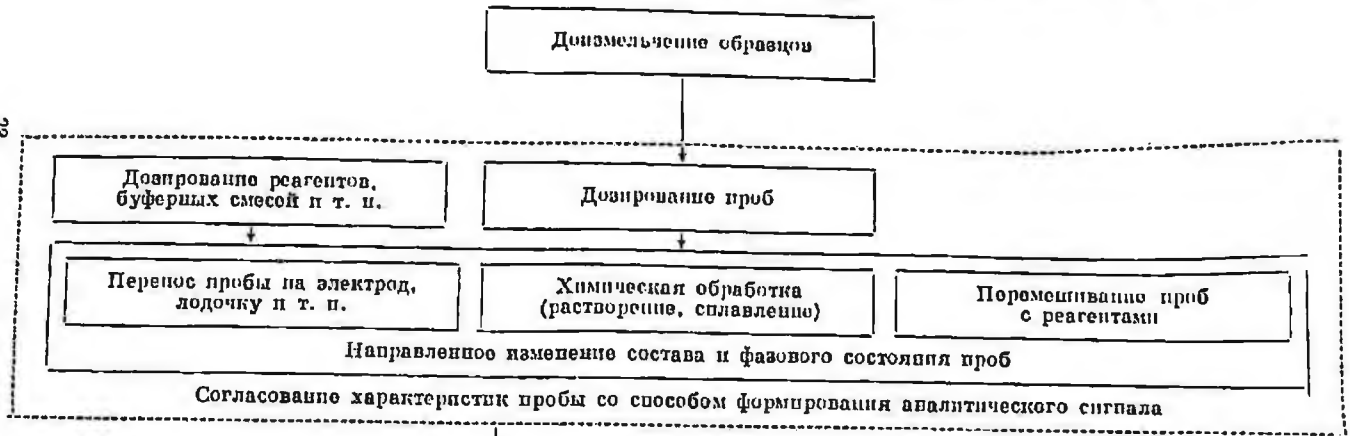 Доизмельчение образцов
22
Дозирование реагентов,
буферных смесей и т. п.
Дозирование проб
Перенос пробы на электрод,
лодочку и т. п.
Химическая обработка
(растворение, сплавление)
Перемешивание проб
с реагентами
Направленное изменение состава и фазового состояния проб
Согласование характеристик пробы со способом формирования аналитического сигнала